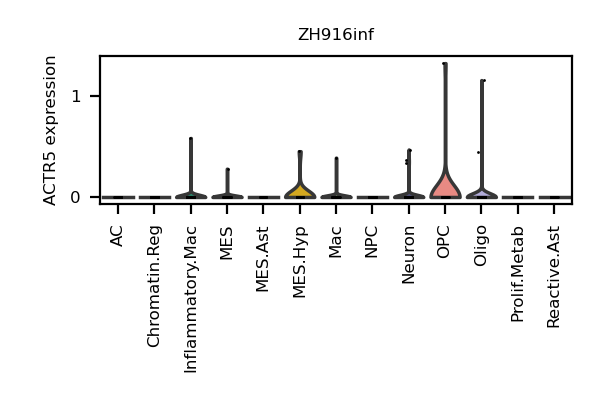 ZH916inf
ACTR5 expression
1
0
AC
Chromatin.Reg
Inflammatory.Mac
MES
MES.Ast
MES.Hyp
Mac
NPC
Neuron
OPC
Oligo
Prolif.Metab
Reactive.Ast